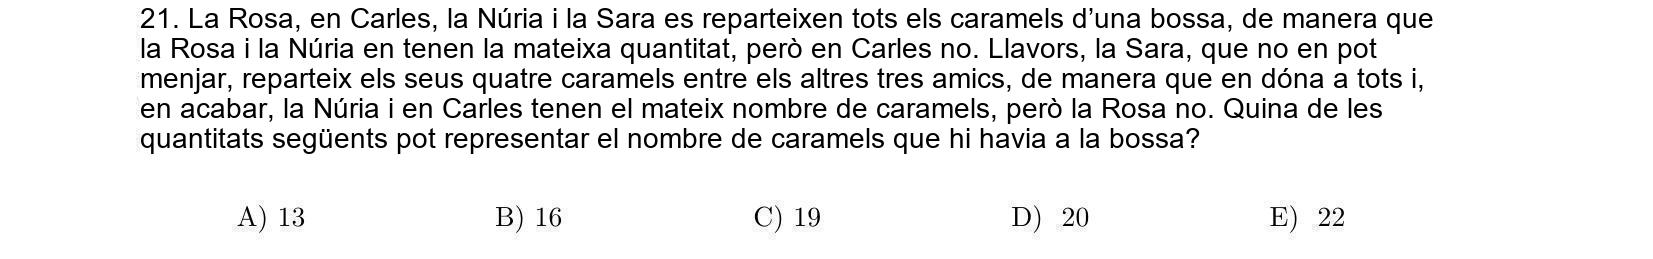 21. La Rosa, en Carles, la Núria i la Sara es reparteixen tots els caramels d’una bossa, de manera que
la Rosa i la Núria en tenen la mateixa quantitat, però en Carles no. Llavors, la Sara, que no en pot
menjar, reparteix els seus quatre caramels entre els altres tres amics, de manera que en dóna a tots i,
en acabar, la Núria i en Carles tenen el mateix nombre de caramels, però la Rosa no. Quina de les
quantitats següents pot representar el nombre de caramels que hi havia a la bossa?
A) 13 B) 16 C) 19 D) 20 E) 22